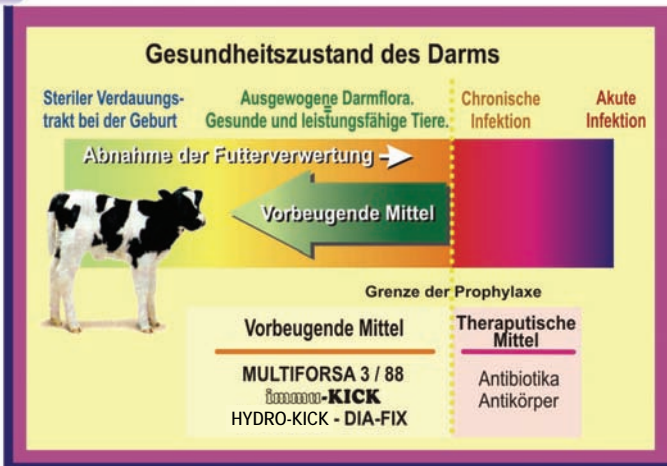 Gesundheitszustand des Darms
Steriler Verdauungs-
trakt bei der Geburt
Ausgewogene Darmflora.
=
Gesunde und leistungsfähige Tiere.
Chronische
Infektion
Akute
Infektion
Abnahme der Futterverwertung
Vorbeugende Mittel
Grenze der Prophylaxe
Vorbeugende Mittel
MULTIFORSA 3 / 88
immu-KICK
HYDRO-KICK - DIA-FIX
Theraputische
Mittel
Antibiotika
Antikörper